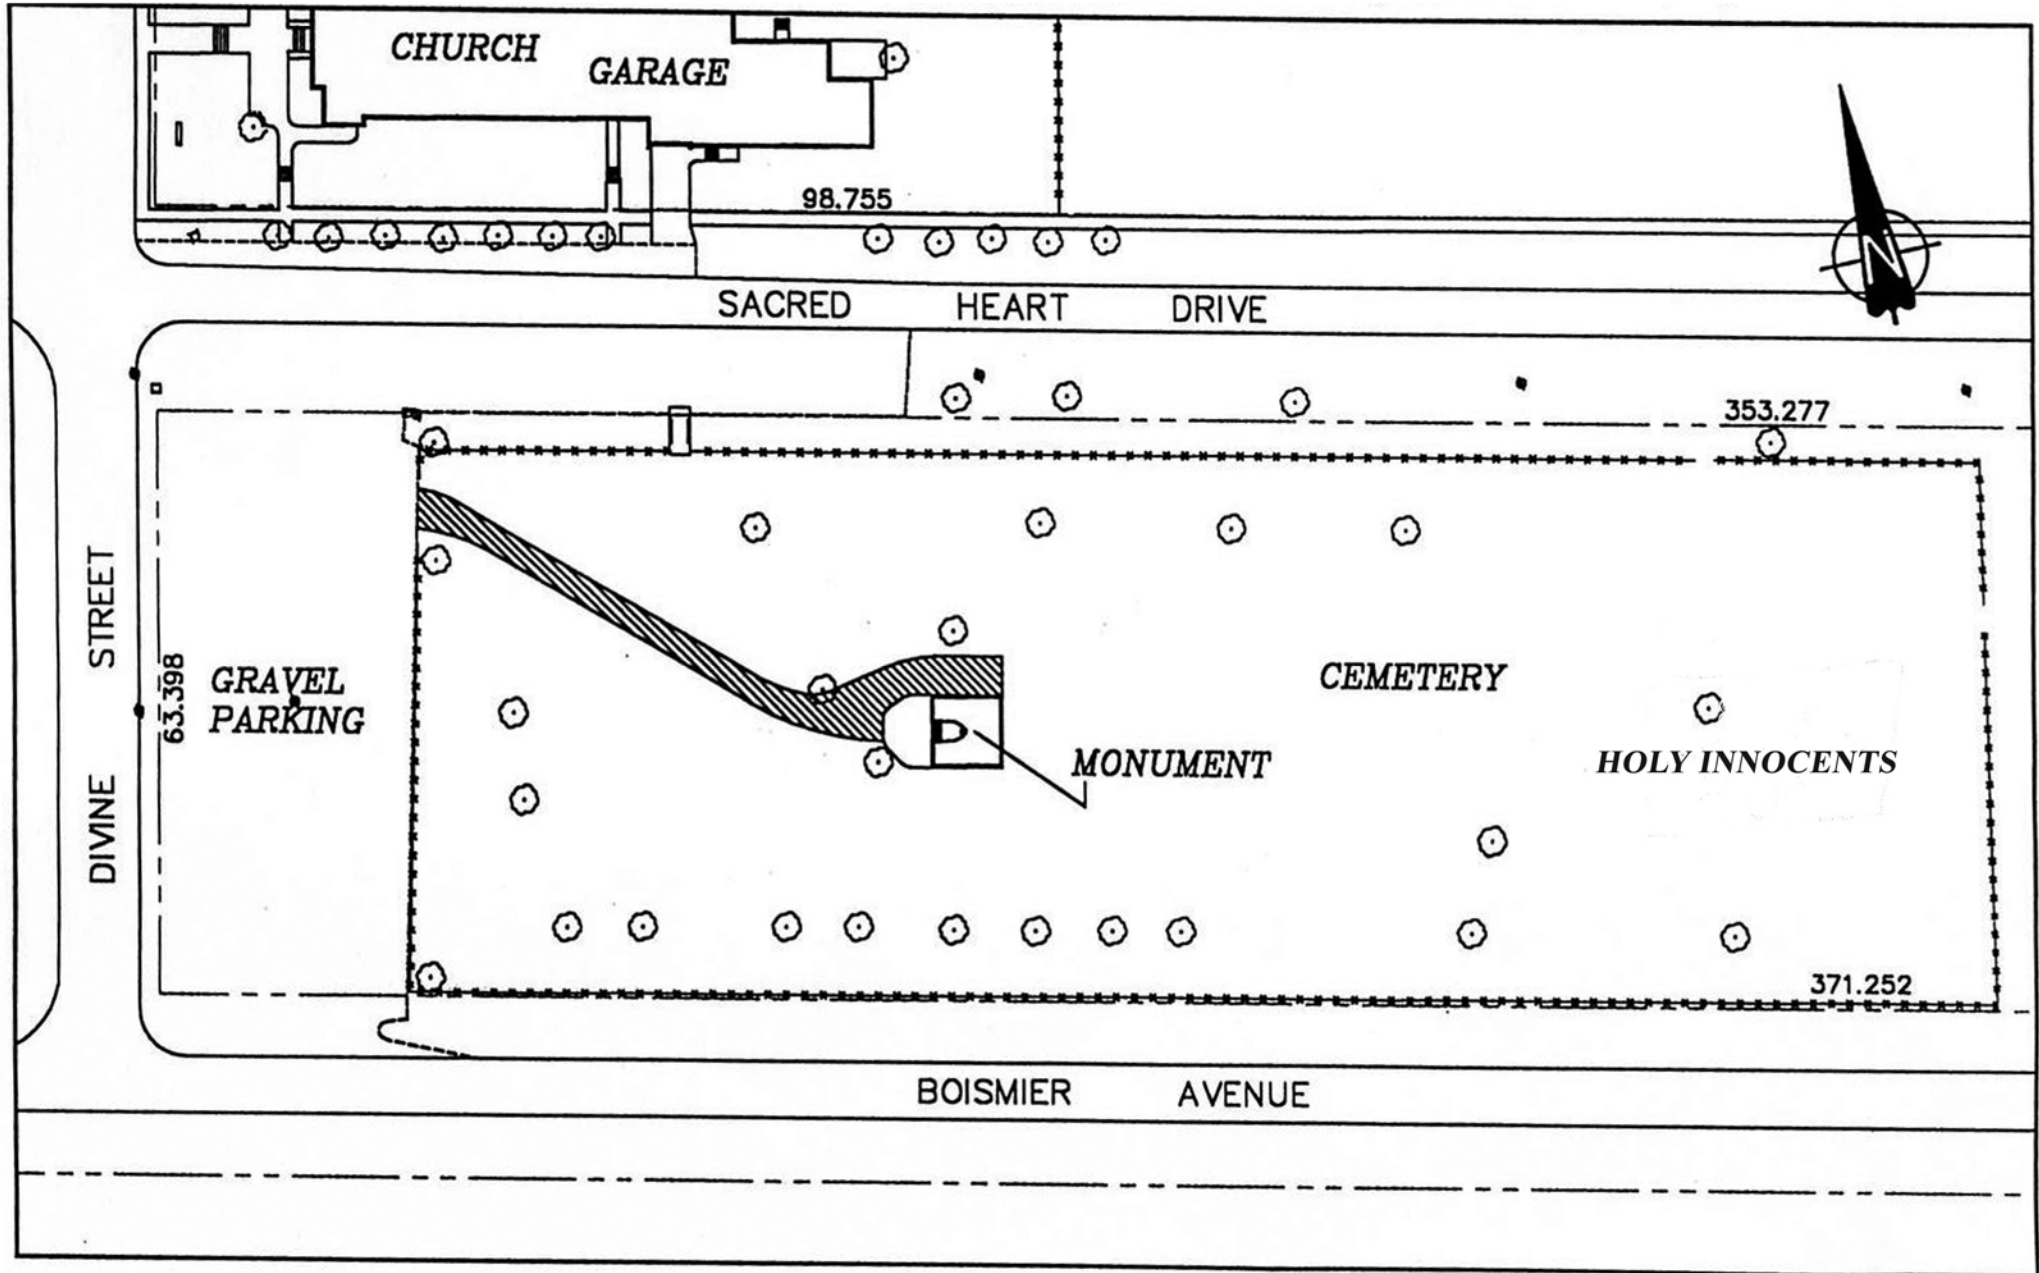 CHURCH
GARAGE
98.755
N
SACRED HEART DRIVE
353.277
DIVINE STREET
63.398
GRAVEL
PARKING
CEMETERY
MONUMENT
HOLY INNOCENTS
371.252
BOISMIER AVENUE